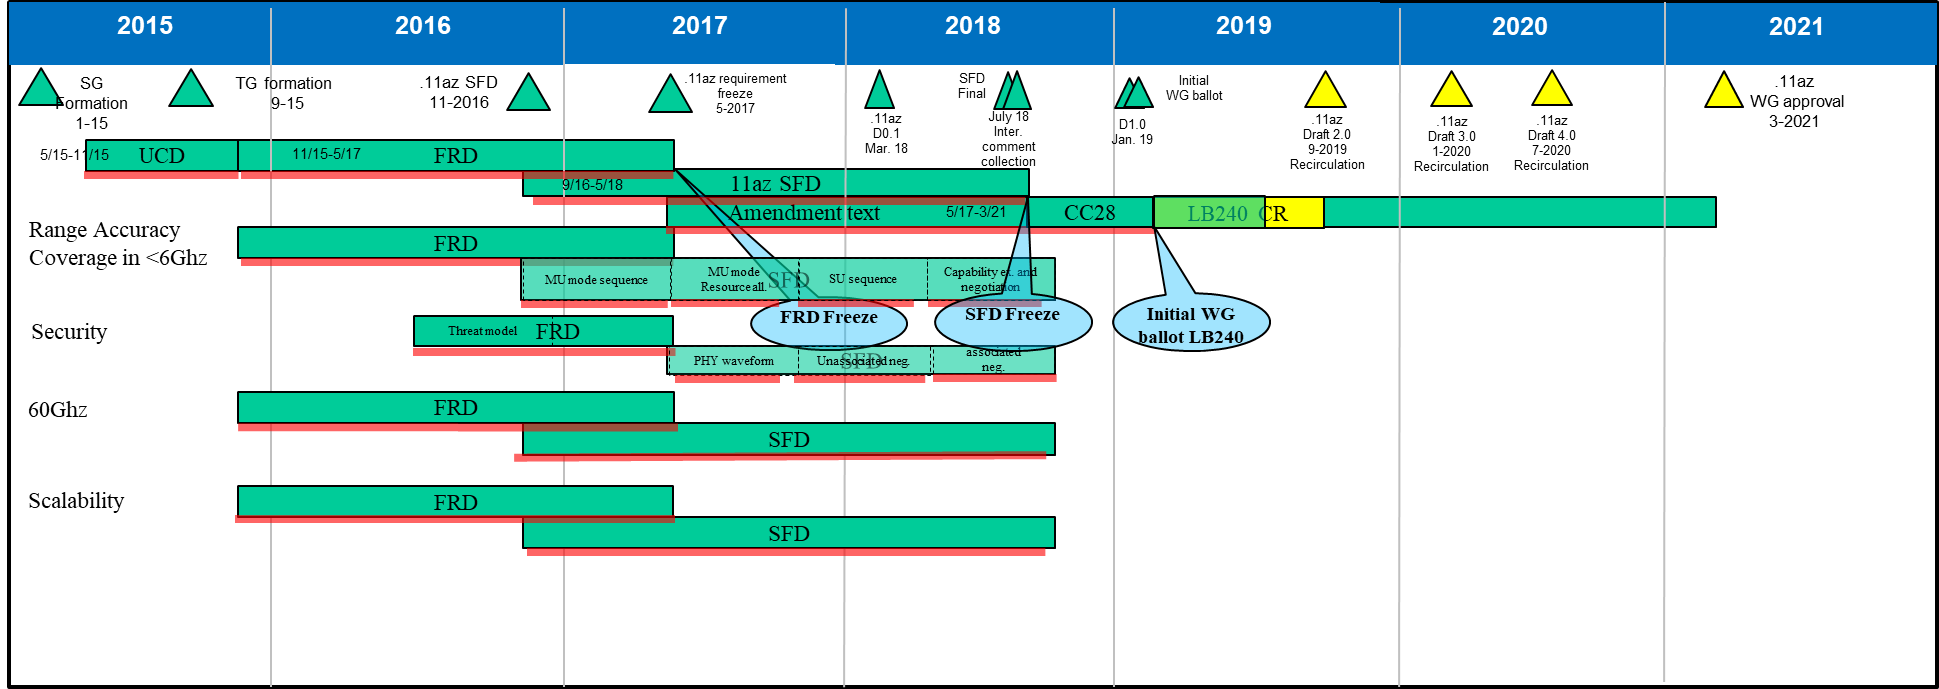 2015
2016
2017
2018
2019
2020
2021
SG
Formation
1-15
TG formation
9-15
.11az SFD
11-2016
.11az requirement
freeze
5-2017
.11az
D0.1
Mar. 18
SFD
Final
July 18
Inter.
comment
collection
D1.0
Jan. 19
Initial
WG ballot
.11az
Draft 2.0
9-2019
Recirculation
.11az
Draft 3.0
1-2020
Recirculation
.11az
Draft 4.0
7-2020
Recirculation
.11az
WG approval
3-2021
5/15-11/15
UCD
11/15-5/17
FRD
9/16-5/18
11az SFD
Amendment text
5/17-3/21
CC28
LB240
CR
Range Accuracy
Coverage in <6Ghz
FRD
MU mode sequence
MU mode
Resource all.
SFD
SU sequence
Capability et. and
negotiation
FRD Freeze
SFD Freeze
Initial WG
ballot LB240
Security
Threat model
FRD
PHY waveform
Unassociated neg.
SFD
associated
neg.
60Ghz
FRD
SFD
Scalability
FRD
SFD